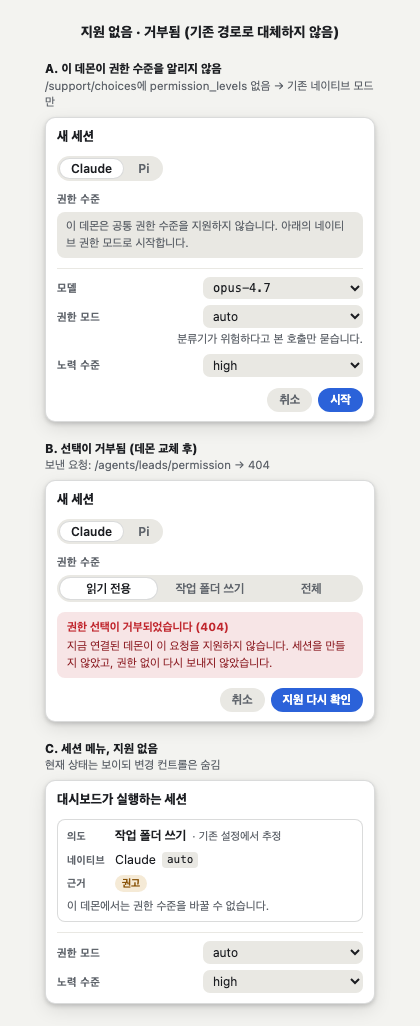 지원 없음 · 거부됨 (기존 경로로 대체하지 않음)
A. 이 데몬이 권한 수준을 알리지 않음
/support/choices에 permission_levels 없음 → 기존 네이티브 모드
만
새 세션
Claude Pi
권한 수준
이 데몬은 공통 권한 수준을 지원하지 않습니다. 아래의 네이티
브 권한 모드로 시작합니다.
모델 opus-4.7
권한 모드 auto
분류기가 위험하다고 본 호출만 묻습니다.
노력 수준 high
취소 시작
B. 선택이 거부됨 (데몬 교체 후)
보낸 요청: /agents/leads/permission → 404
새 세션
Claude Pi
권한 수준
읽기 전용 작업 폴더 쓰기 전체
권한 선택이 거부되었습니다 (404)
지금 연결된 데몬이 이 요청을 지원하지 않습니다. 세션을 만들
지 않았고, 권한 없이 다시 보내지 않았습니다.
취소 지원 다시 확인
C. 세션 메뉴, 지원 없음
현재 상태는 보이되 변경 컨트롤은 숨김
대시보드가 실행하는 세션
의도 작업 폴더 쓰기 · 기존 설정에서 추정
네이티브 Claude auto
근거 권고
이 데몬에서는 권한 수준을 바꿀 수 없습니다.
권한 모드 auto
노력 수준 high